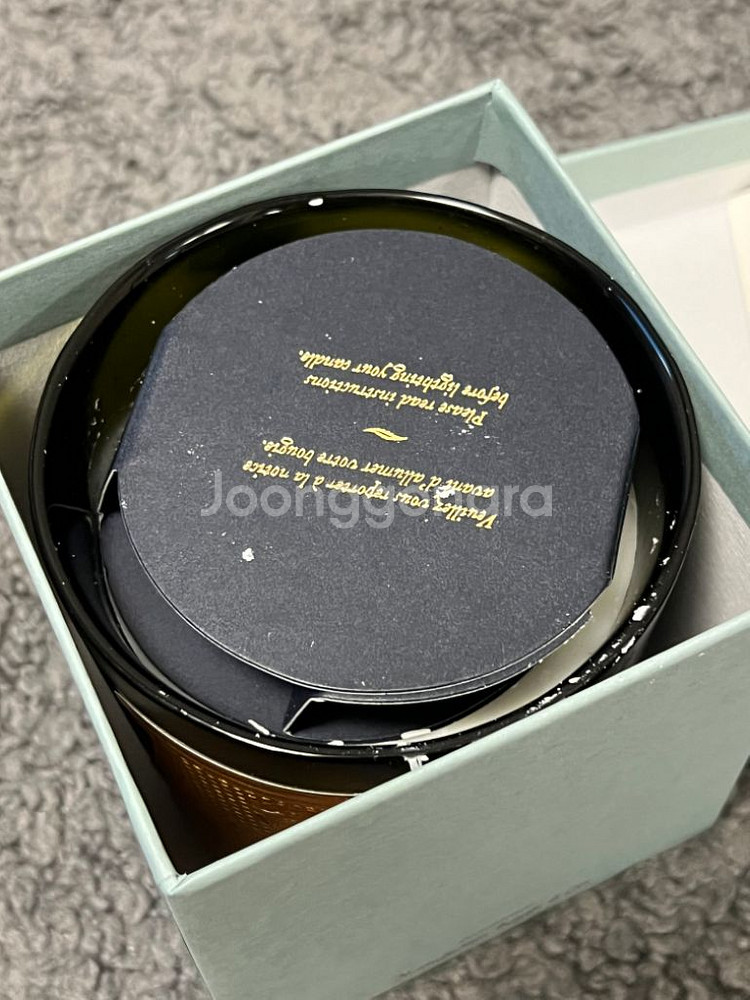 Veuillez vous reporter à la notice
avant d'allumer votre bougie.
Please read instructions
before lighting your candle.
Joonggonara